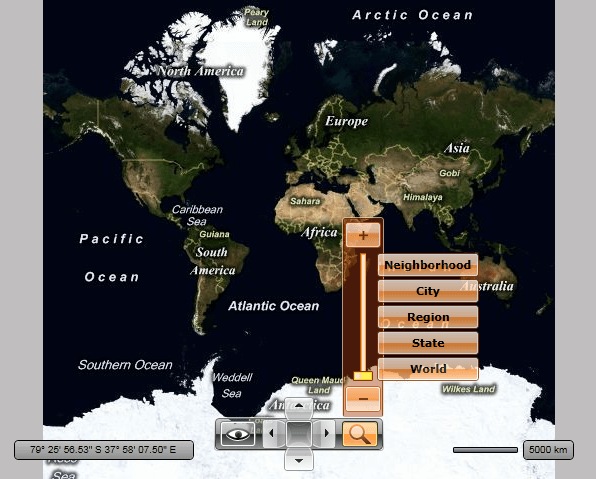 Peary
Land
Arctic Ocean
North America
Europe
Asia
Gobi
Himalaya
Sahara
Caribbean
Sea
Guiana
Africa
Pacific
Ocean
South
America
+
Neighborhood
City
Region
State
World
Australia
Atlantic Ocean
Ocean
Southern Ocean
Weddell
Sea
Queen Maud
Land
Wilkes Land
−
79° 25' 56.53" S 37° 58' 07.50" E
5000 km
Sea